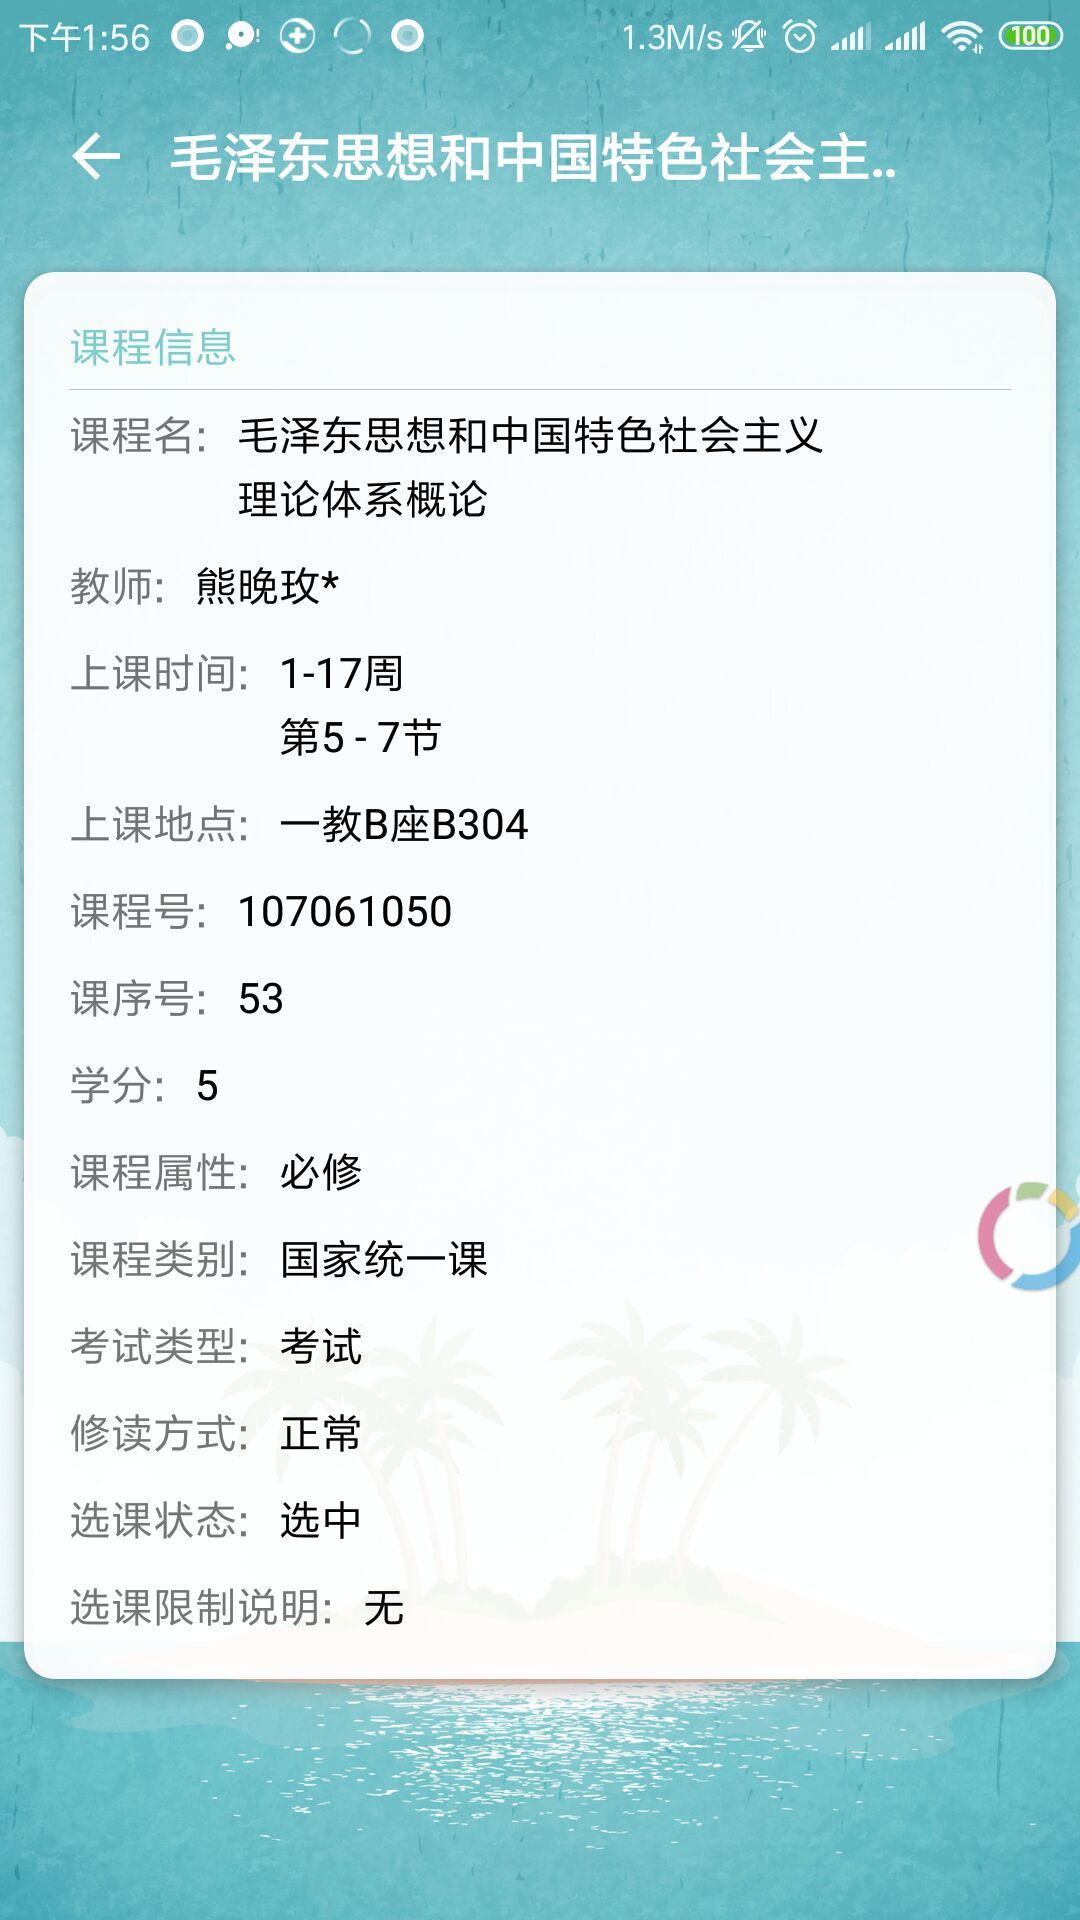 下午1:56
1.3M/s
100
毛泽东思想和中国特色社会主..
课程信息
课程名: 毛泽东思想和中国特色社会主义
理论体系概论
教师: 熊晚玫*
上课时间: 1-17周
第5 - 7节
上课地点: 一教B座B304
课程号: 107061050
课序号: 53
学分: 5
课程属性: 必修
课程类别: 国家统一课
考试类型: 考试
修读方式: 正常
选课状态: 选中
选课限制说明: 无